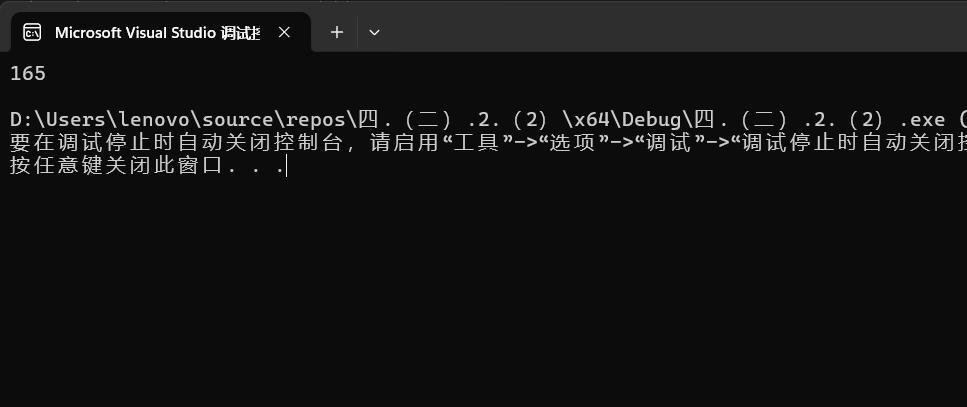 Microsoft Visual Studio 调试控
165
D:\Users\lenovo\source\repos\四.（二）.2.（2）\x64\Debug\四.（二）.2.（2）.exe（
要在调试停止时自动关闭控制台，请启用“工具”->“选项”->“调试”->“调试停止时自动关闭控
按任意键关闭此窗口. . .